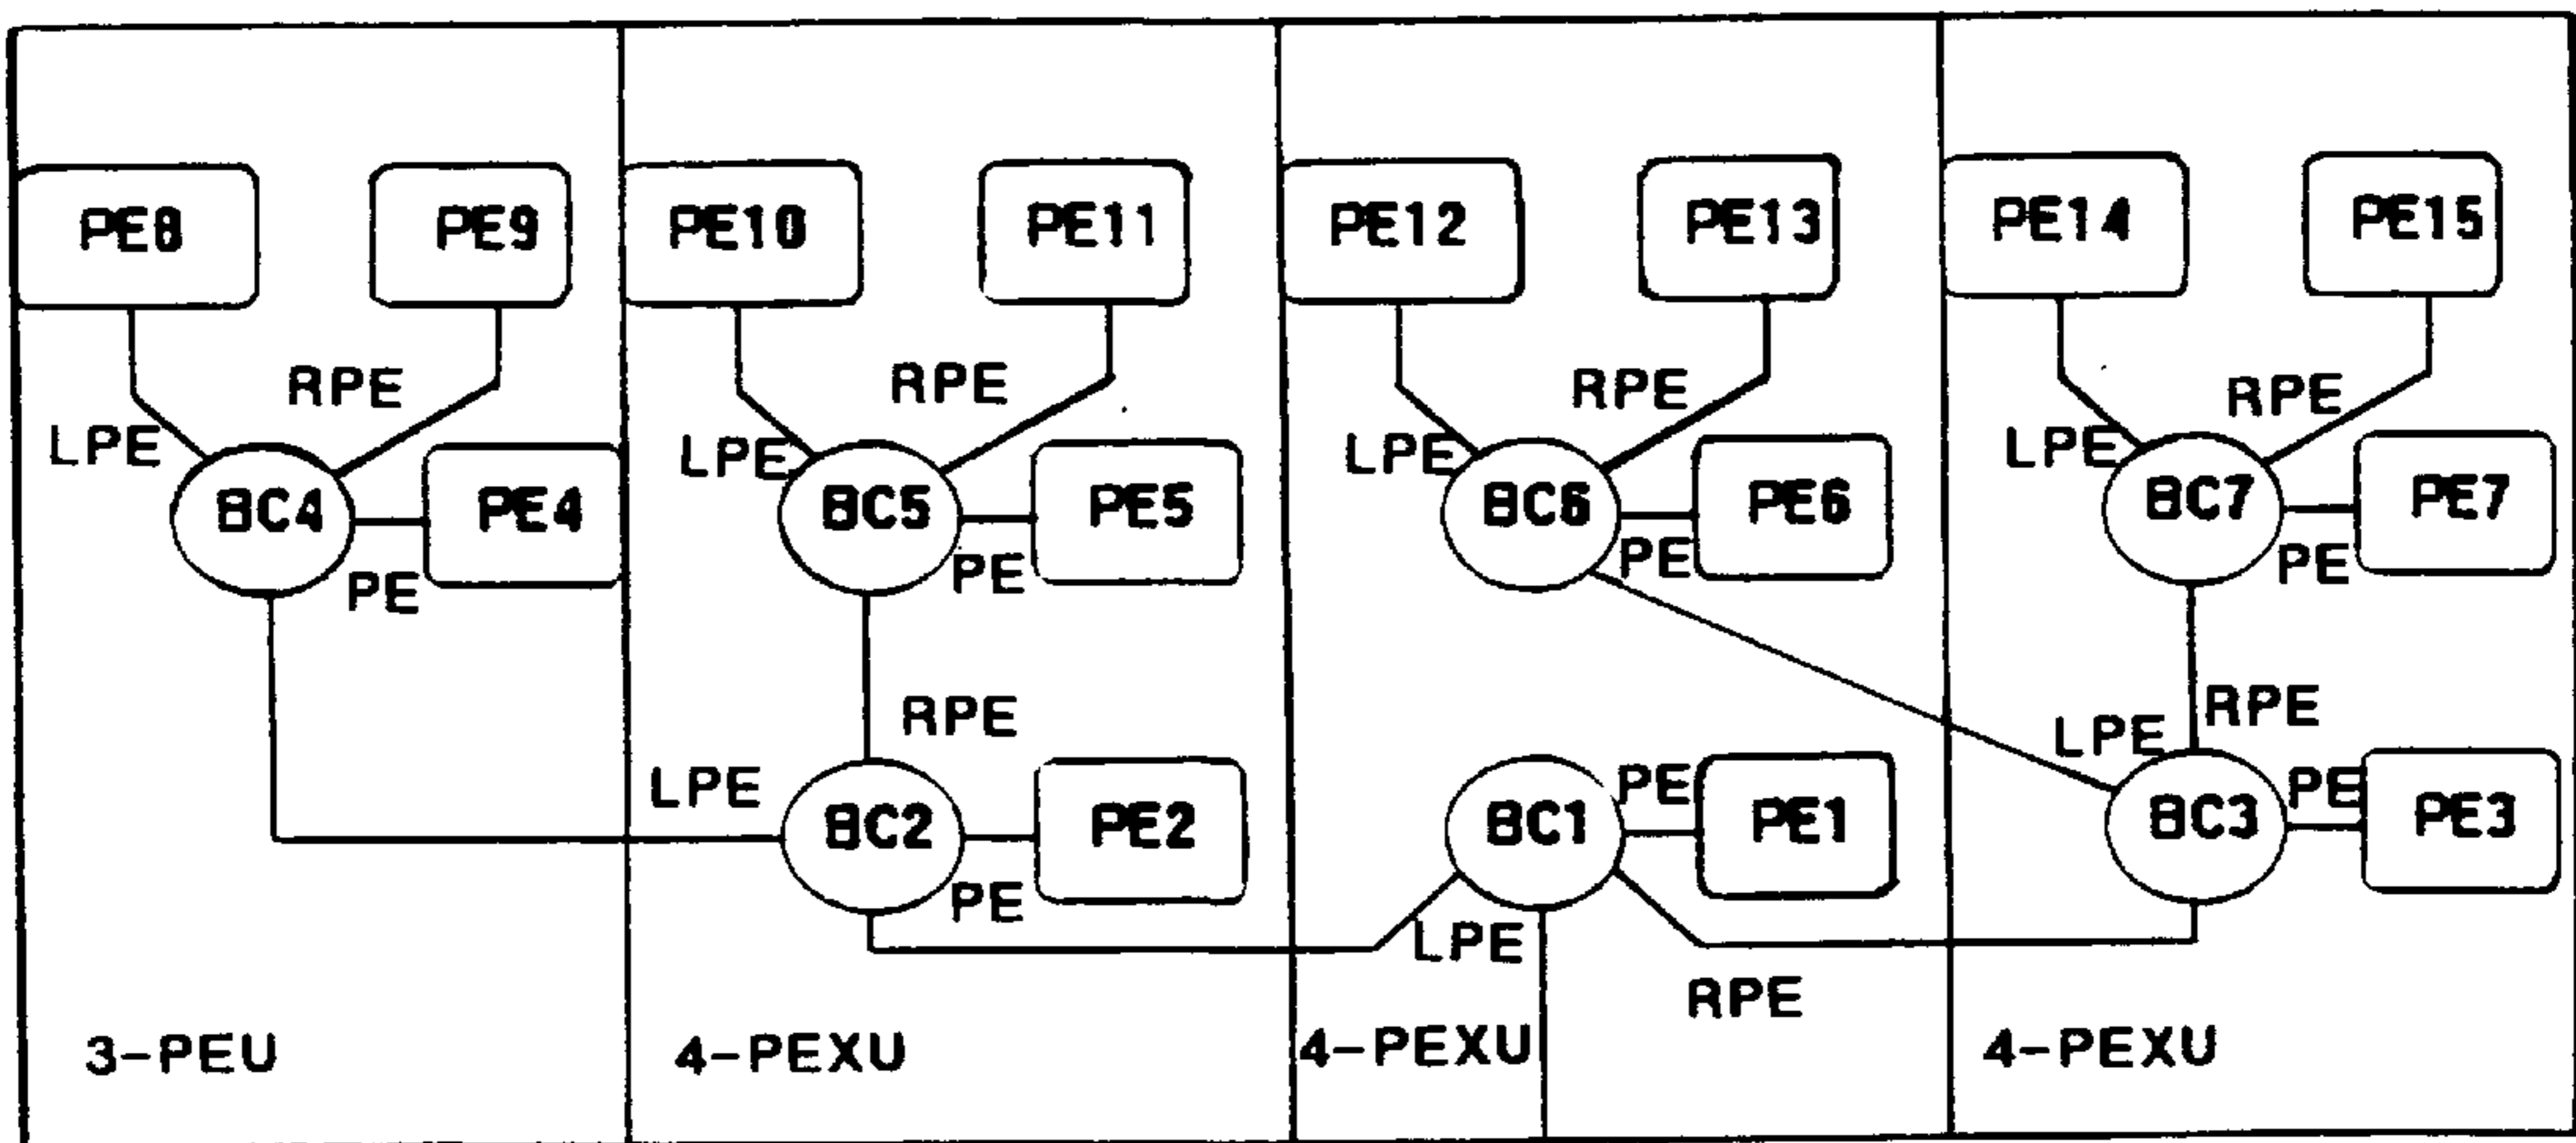 PE8 PE9 PE10 PE11 PE12 PE13 PE14 PE15
RPE RPE RPE RPE
LPE LPE LPE LPE
BC4 PE4 BC5 PE5 BC6 PE6 BC7 PE7
PE PE PE PE
RPE RPE
LPE LPE
PE PE
BC2 PE2 BC1 PE1 BC3 PE3
PE LPE
RPE
3-PEU 4-PEXU 4-PEXU 4-PEXU